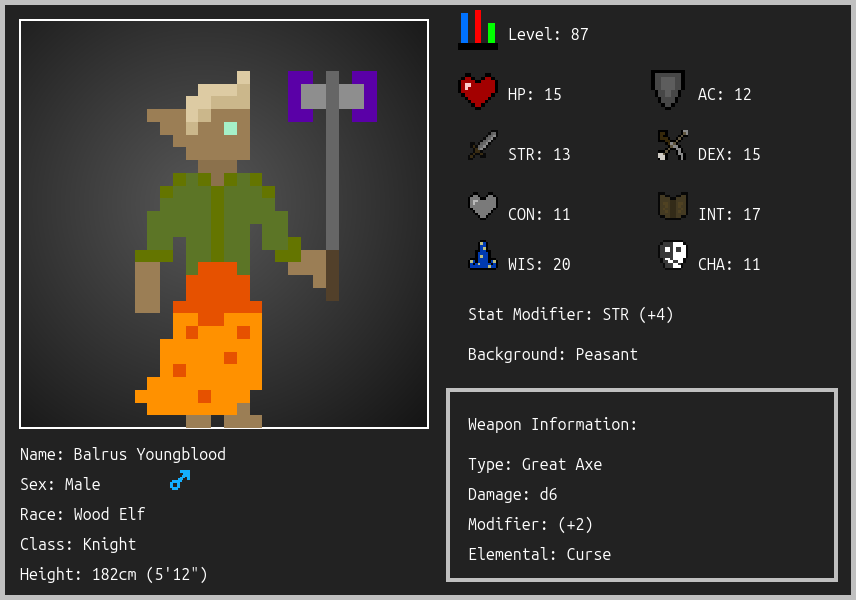 Level: 87
HP: 15
AC: 12
STR: 13
DEX: 15
CON: 11
INT: 17
WIS: 20
CHA: 11
Stat Modifier: STR (+4)
Background: Peasant
Weapon Information:
Type: Great Axe
Damage: d6
Modifier: (+2)
Elemental: Curse
Name: Balrus Youngblood
Sex: Male
Race: Wood Elf
Class: Knight
Height: 182cm (5'12")